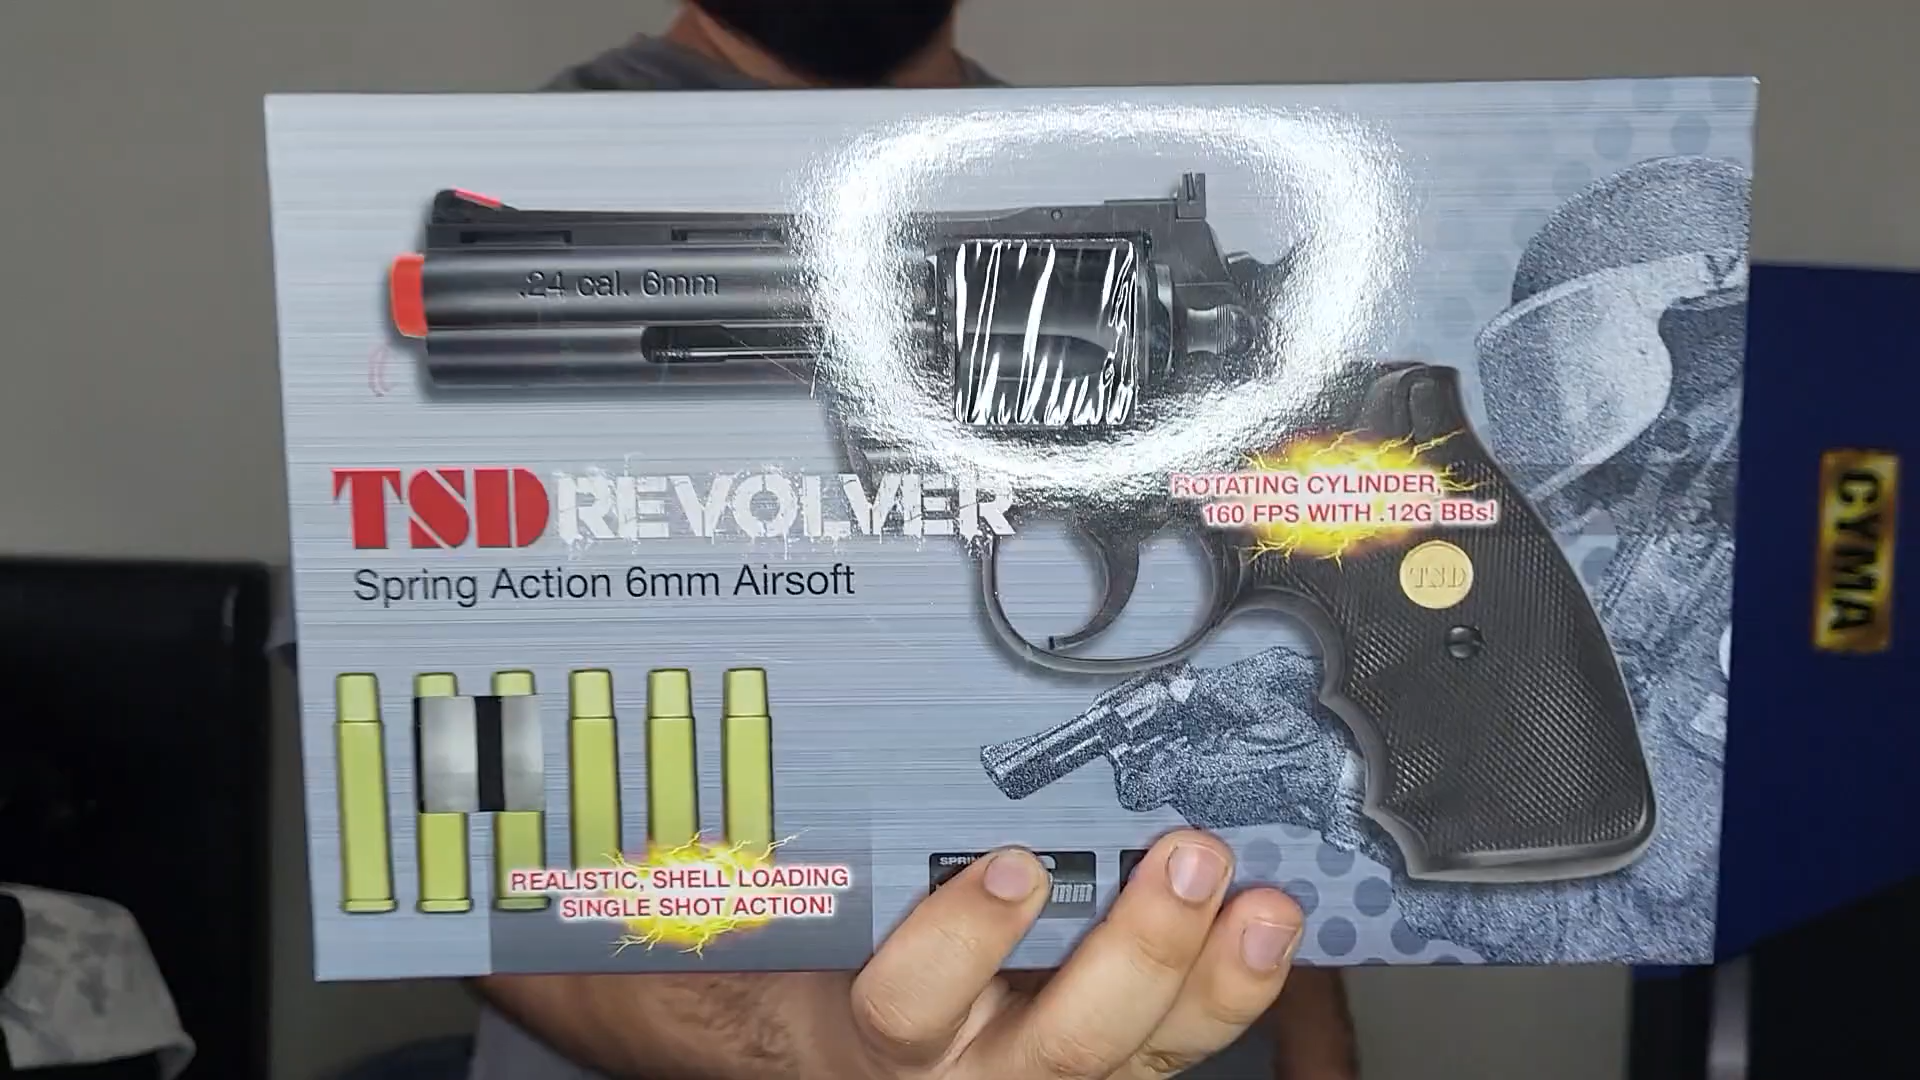 .24 cal. 6mm
TSD REVOLVER
Spring Action 6mm Airsoft
ROTATING CYLINDER,
160 FPS WITH .12G BBs!
TSD
REALISTIC, SHELL LOADING
SINGLE SHOT ACTION!
mm
CYMA